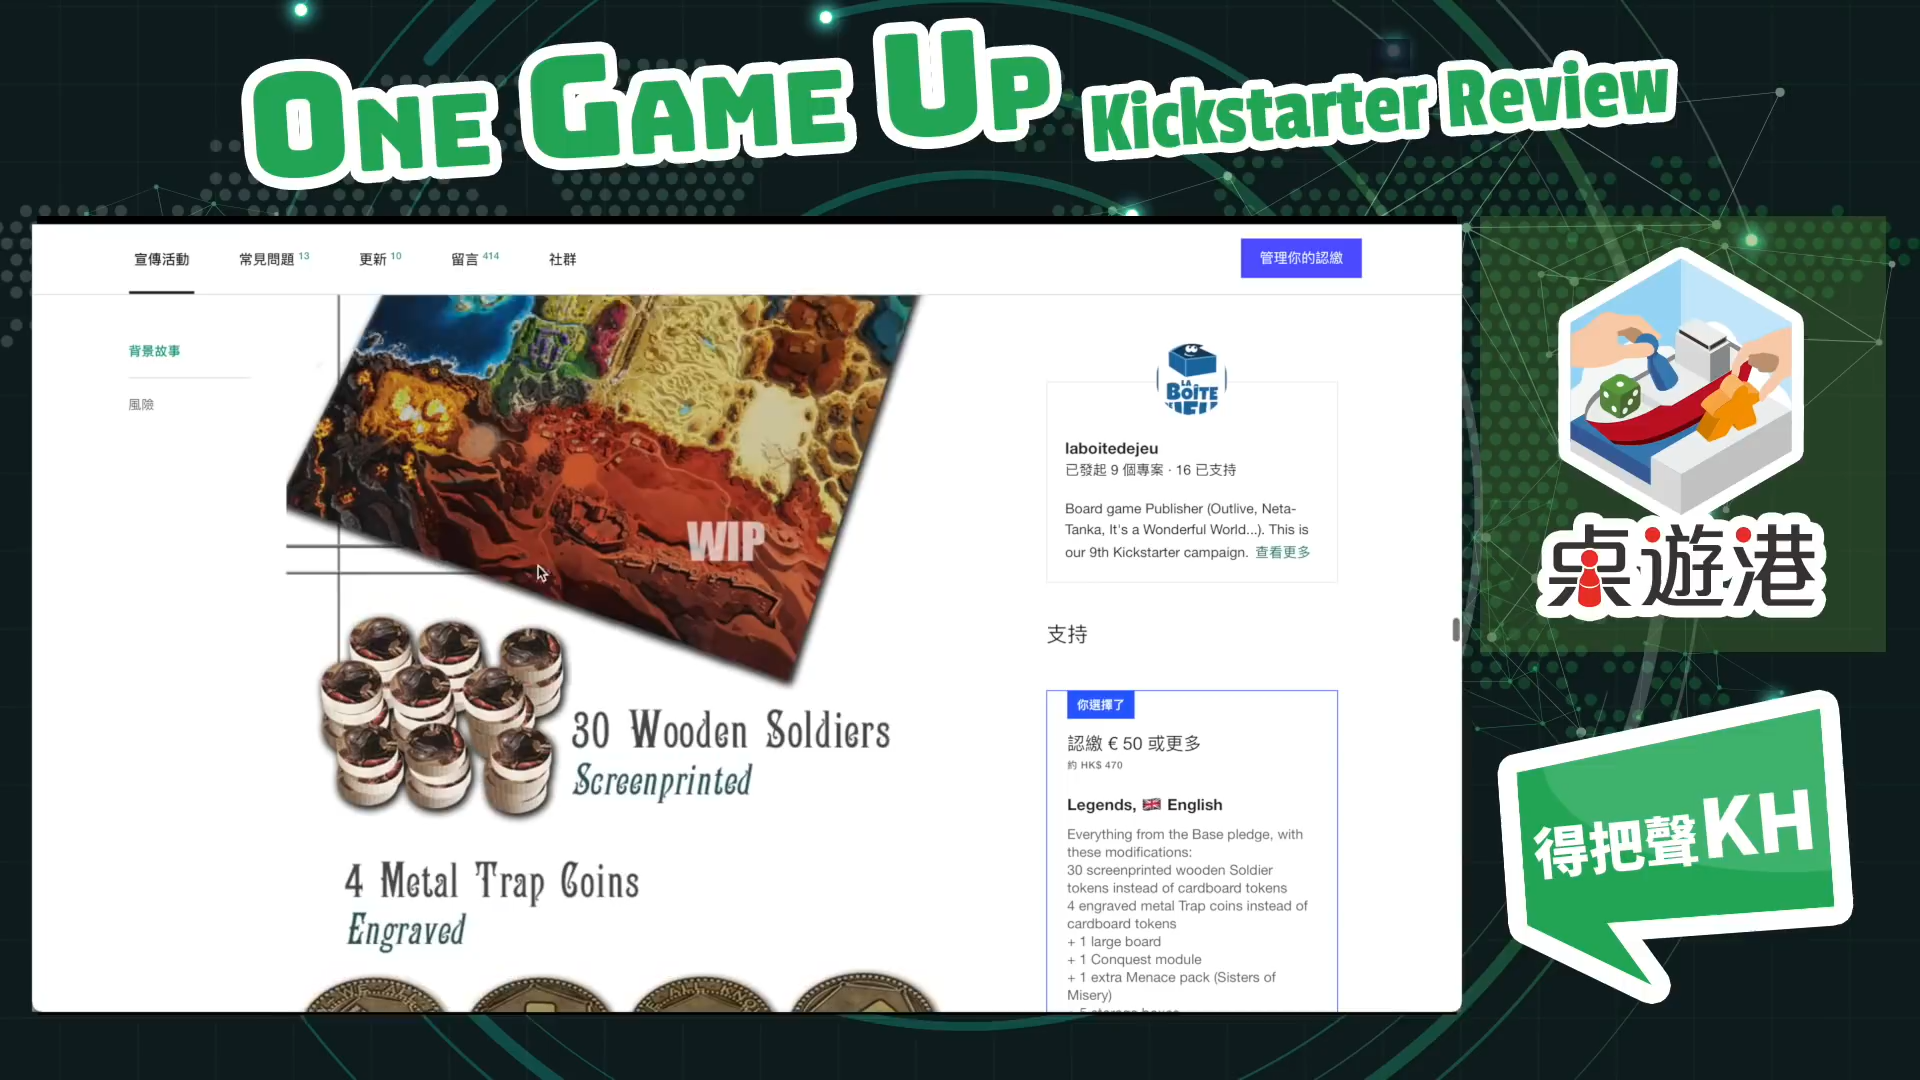 ONE GAME UP Kickstarter Review
宣傳活動
常見問題 13
更新 10
留言 414
社群
管理你的認繳
背景故事
風險
WIP
30 Wooden Soldiers
Screenprinted
4 Metal Trap Coins
Engraved
LA
BOÎTE
laboitedejeu
已發起 9 個專案 · 16 已支持
Board game Publisher (Outlive, Neta-
Tanka, It's a Wonderful World...). This is
our 9th Kickstarter campaign. 查看更多
支持
你選擇了
認繳 € 50 或更多
約 HK$ 470
Legends, 🇬🇧 English
Everything from the Base pledge, with
these modifications:
30 screenprinted wooden Soldier
tokens instead of cardboard tokens
4 engraved metal Trap coins instead of
cardboard tokens
+ 1 large board
+ 1 Conquest module
+ 1 extra Menace pack (Sisters of
Misery)
桌遊港
得把聲KH